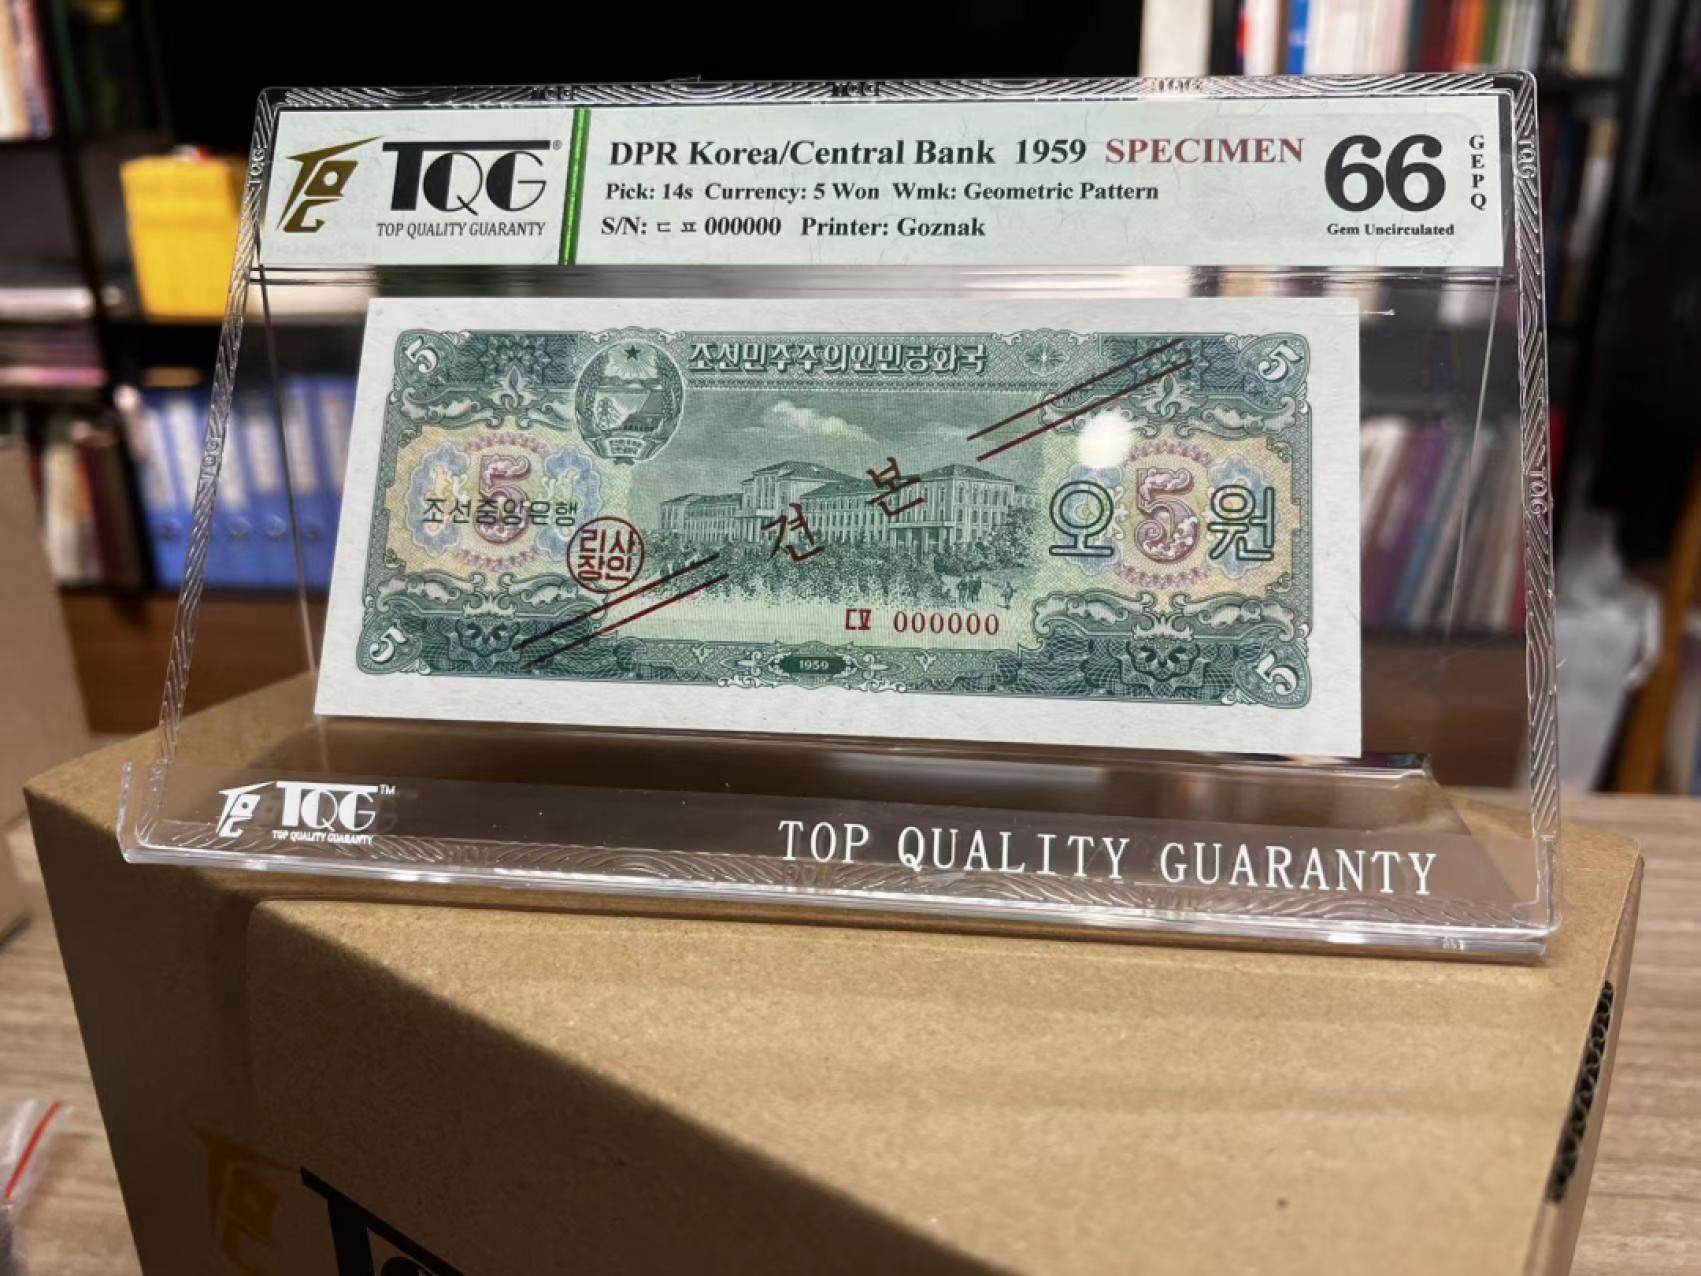 TQG®
TOP QUALITY GUARANTY
DPR Korea/Central Bank 1959 SPECIMEN
Pick: 14s Currency: 5 Won Wmk: Geometric Pattern
S/N: ㄷㅍ 000000 Printer: Goznak
66
GEPQ
Gem Uncirculated
5
조선민주주의인민공화국
5
5
조선중앙은행
리사
장인
견본
오 5 원
ㄷㅍ 000000
5
1959
5
TQG™
TOP QUALITY GUARANTY
TOP QUALITY GUARANTY